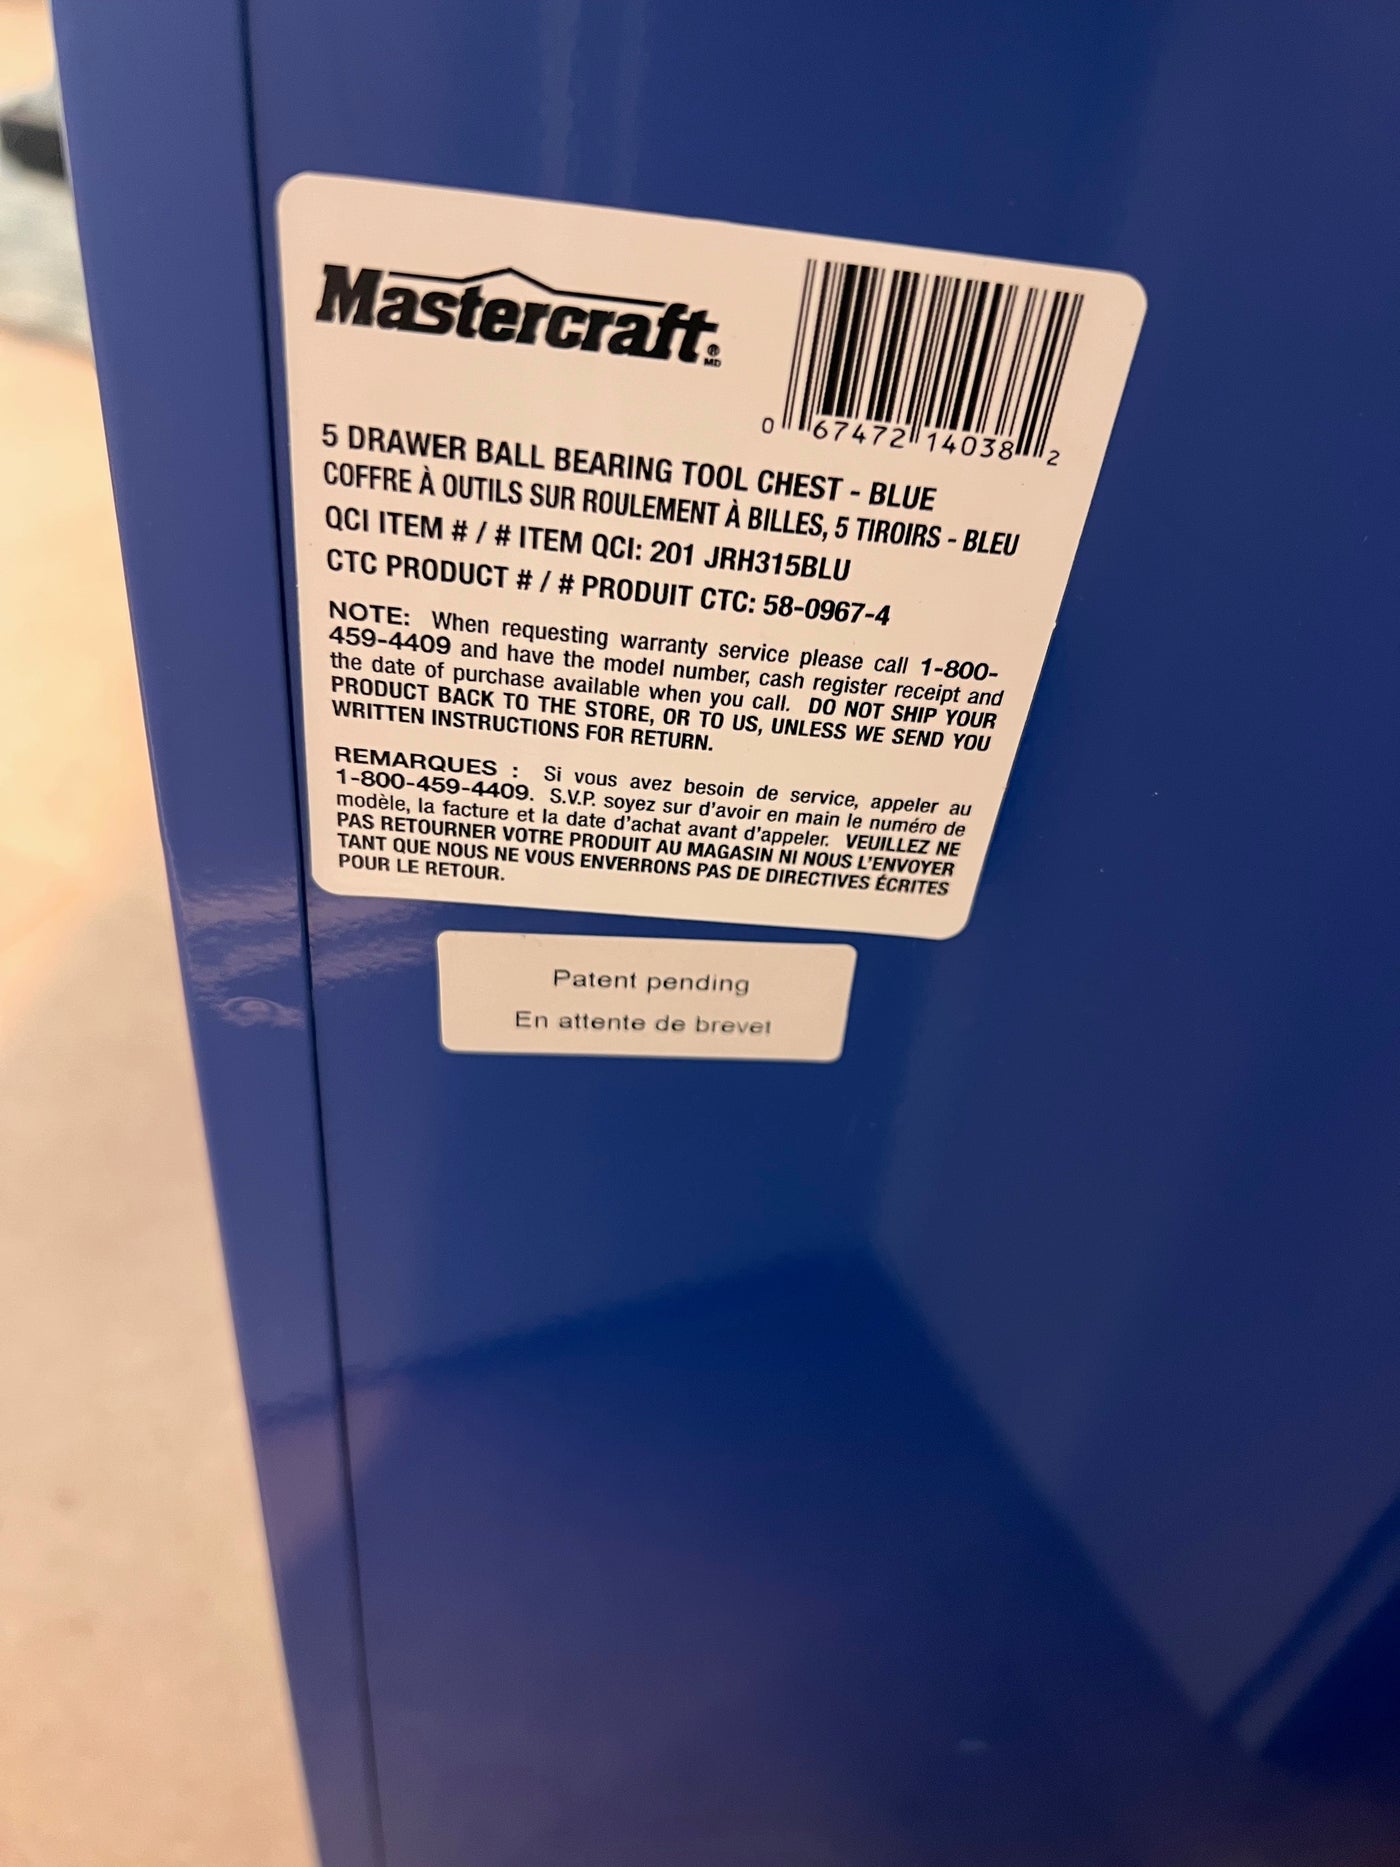 Mastercraft®
MD
0 67472 14038 2
5 DRAWER BALL BEARING TOOL CHEST - BLUE
COFFRE À OUTILS SUR ROULEMENT À BILLES, 5 TIROIRS - BLEU
QCI ITEM # / # ITEM QCI: 201 JRH315BLU
CTC PRODUCT # / # PRODUIT CTC: 58-0967-4
NOTE: When requesting warranty service please call 1-800-
459-4409 and have the model number, cash register receipt and
the date of purchase available when you call. DO NOT SHIP YOUR
PRODUCT BACK TO THE STORE, OR TO US, UNLESS WE SEND YOU
WRITTEN INSTRUCTIONS FOR RETURN.
REMARQUES : Si vous avez besoin de service, appeler au
1-800-459-4409. S.V.P. soyez sur d'avoir en main le numéro de
modèle, la facture et la date d'achat avant d'appeler. VEUILLEZ NE
PAS RETOURNER VOTRE PRODUIT AU MAGASIN NI NOUS L'ENVOYER
TANT QUE NOUS NE VOUS ENVERRONS PAS DE DIRECTIVES ÉCRITES
POUR LE RETOUR.
Patent pending
En attente de brevet